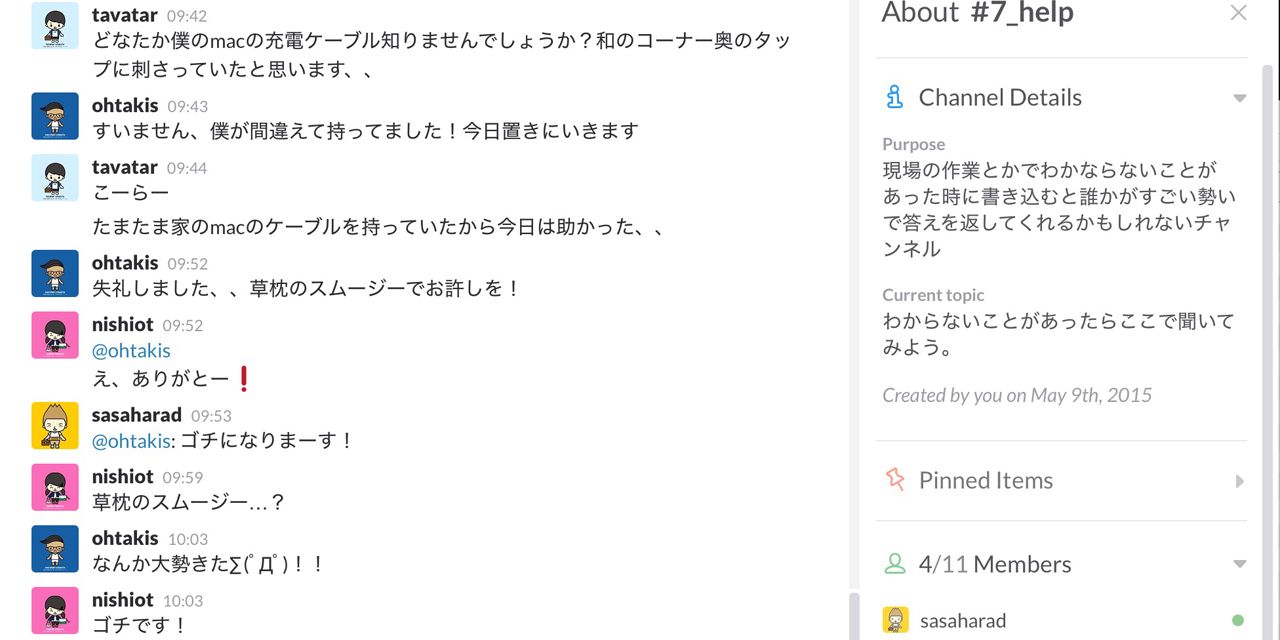 tavatar 09:42
どなたか僕のmacの充電ケーブル知りませんでしょうか？和のコーナー奥のタッ
プに刺さっていたと思います、、
ohtakis 09:43
すいません、僕が間違えて持ってました！今日置きにいきます
tavatar 09:44
こーらー
たまたま家のmacのケーブルを持っていたから今日は助かった、、
ohtakis 09:52
失礼しました、、草枕のスムージーでお許しを！
nishiot 09:52
@ohtakis
え、ありがとー❗
sasaharad 09:53
@ohtakis: ゴチになりまーす！
nishiot 09:59
草枕のスムージー…？
ohtakis 10:03
なんか大勢きたΣ(ﾟДﾟ)！！
nishiot 10:03
ゴチです！
About #7_help
Channel Details
Purpose
現場の作業とかでわかならないことが
あった時に書き込むと誰かがすごい勢い
で答えを返してくれるかもしれないチャ
ンネル
Current topic
わからないことがあったらここで聞いて
みよう。
Created by you on May 9th, 2015
Pinned Items
4/11 Members
sasaharad